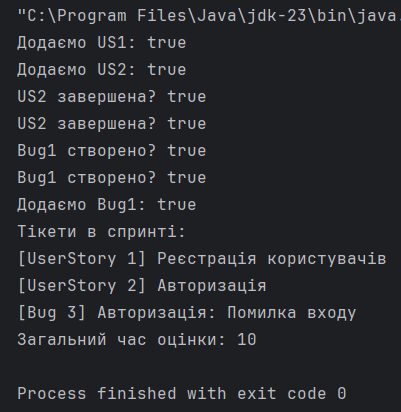 "C:\Program Files\Java\jdk-23\bin\java.
Додаємо US1: true
Додаємо US2: true
US2 завершена? true
US2 завершена? true
Bug1 створено? true
Bug1 створено? true
Додаємо Bug1: true
Тікети в спринті:
[UserStory 1] Реєстрація користувачів
[UserStory 2] Авторизація
[Bug 3] Авторизація: Помилка входу
Загальний час оцінки: 10
Process finished with exit code 0